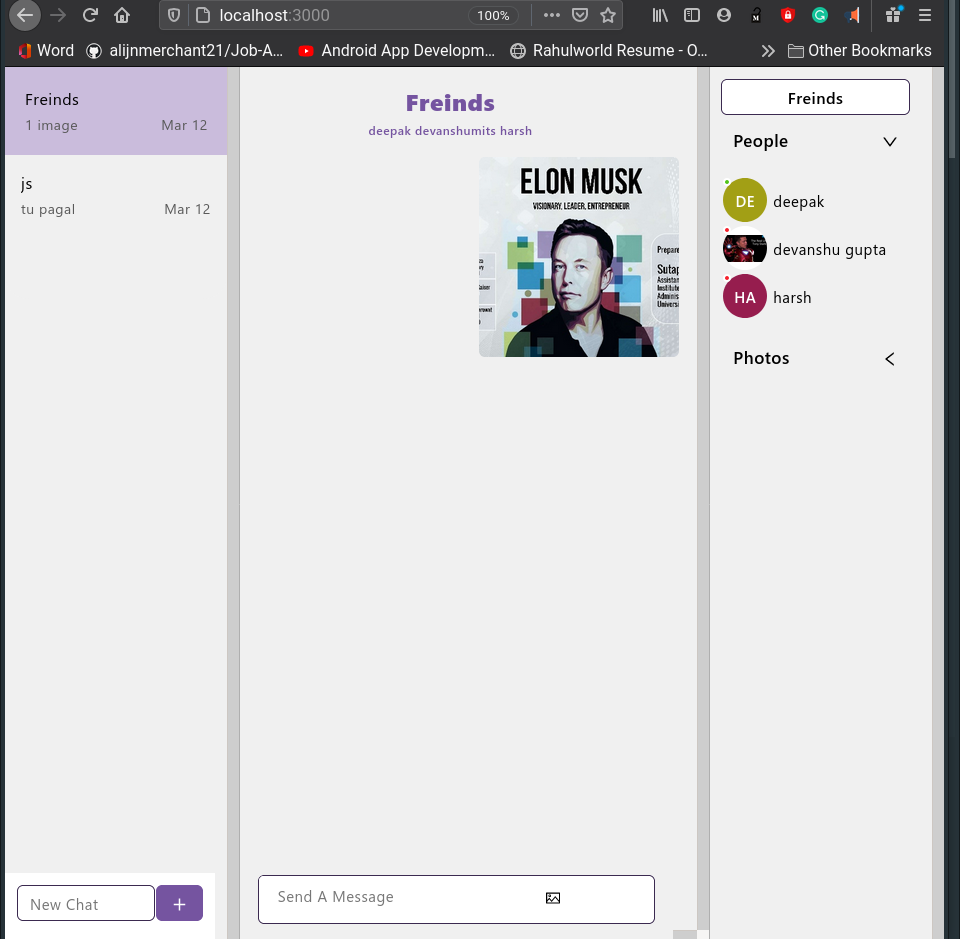 localhost:3000
100%
Word
alijnmerchant21/Job-A...
Android App Developm...
Rahulworld Resume - O...
Other Bookmarks
Freinds
1 image
Mar 12
js
tu pagal
Mar 12
New Chat
+
Freinds
deepak devanshumits harsh
ELON MUSK
VISIONARY, LEADER, ENTREPRENEUR
Prepare
Sutap
Assistan
Institute
Adminis
Univers
Send A Message
Freinds
People
DE
deepak
devanshu gupta
HA
harsh
Photos